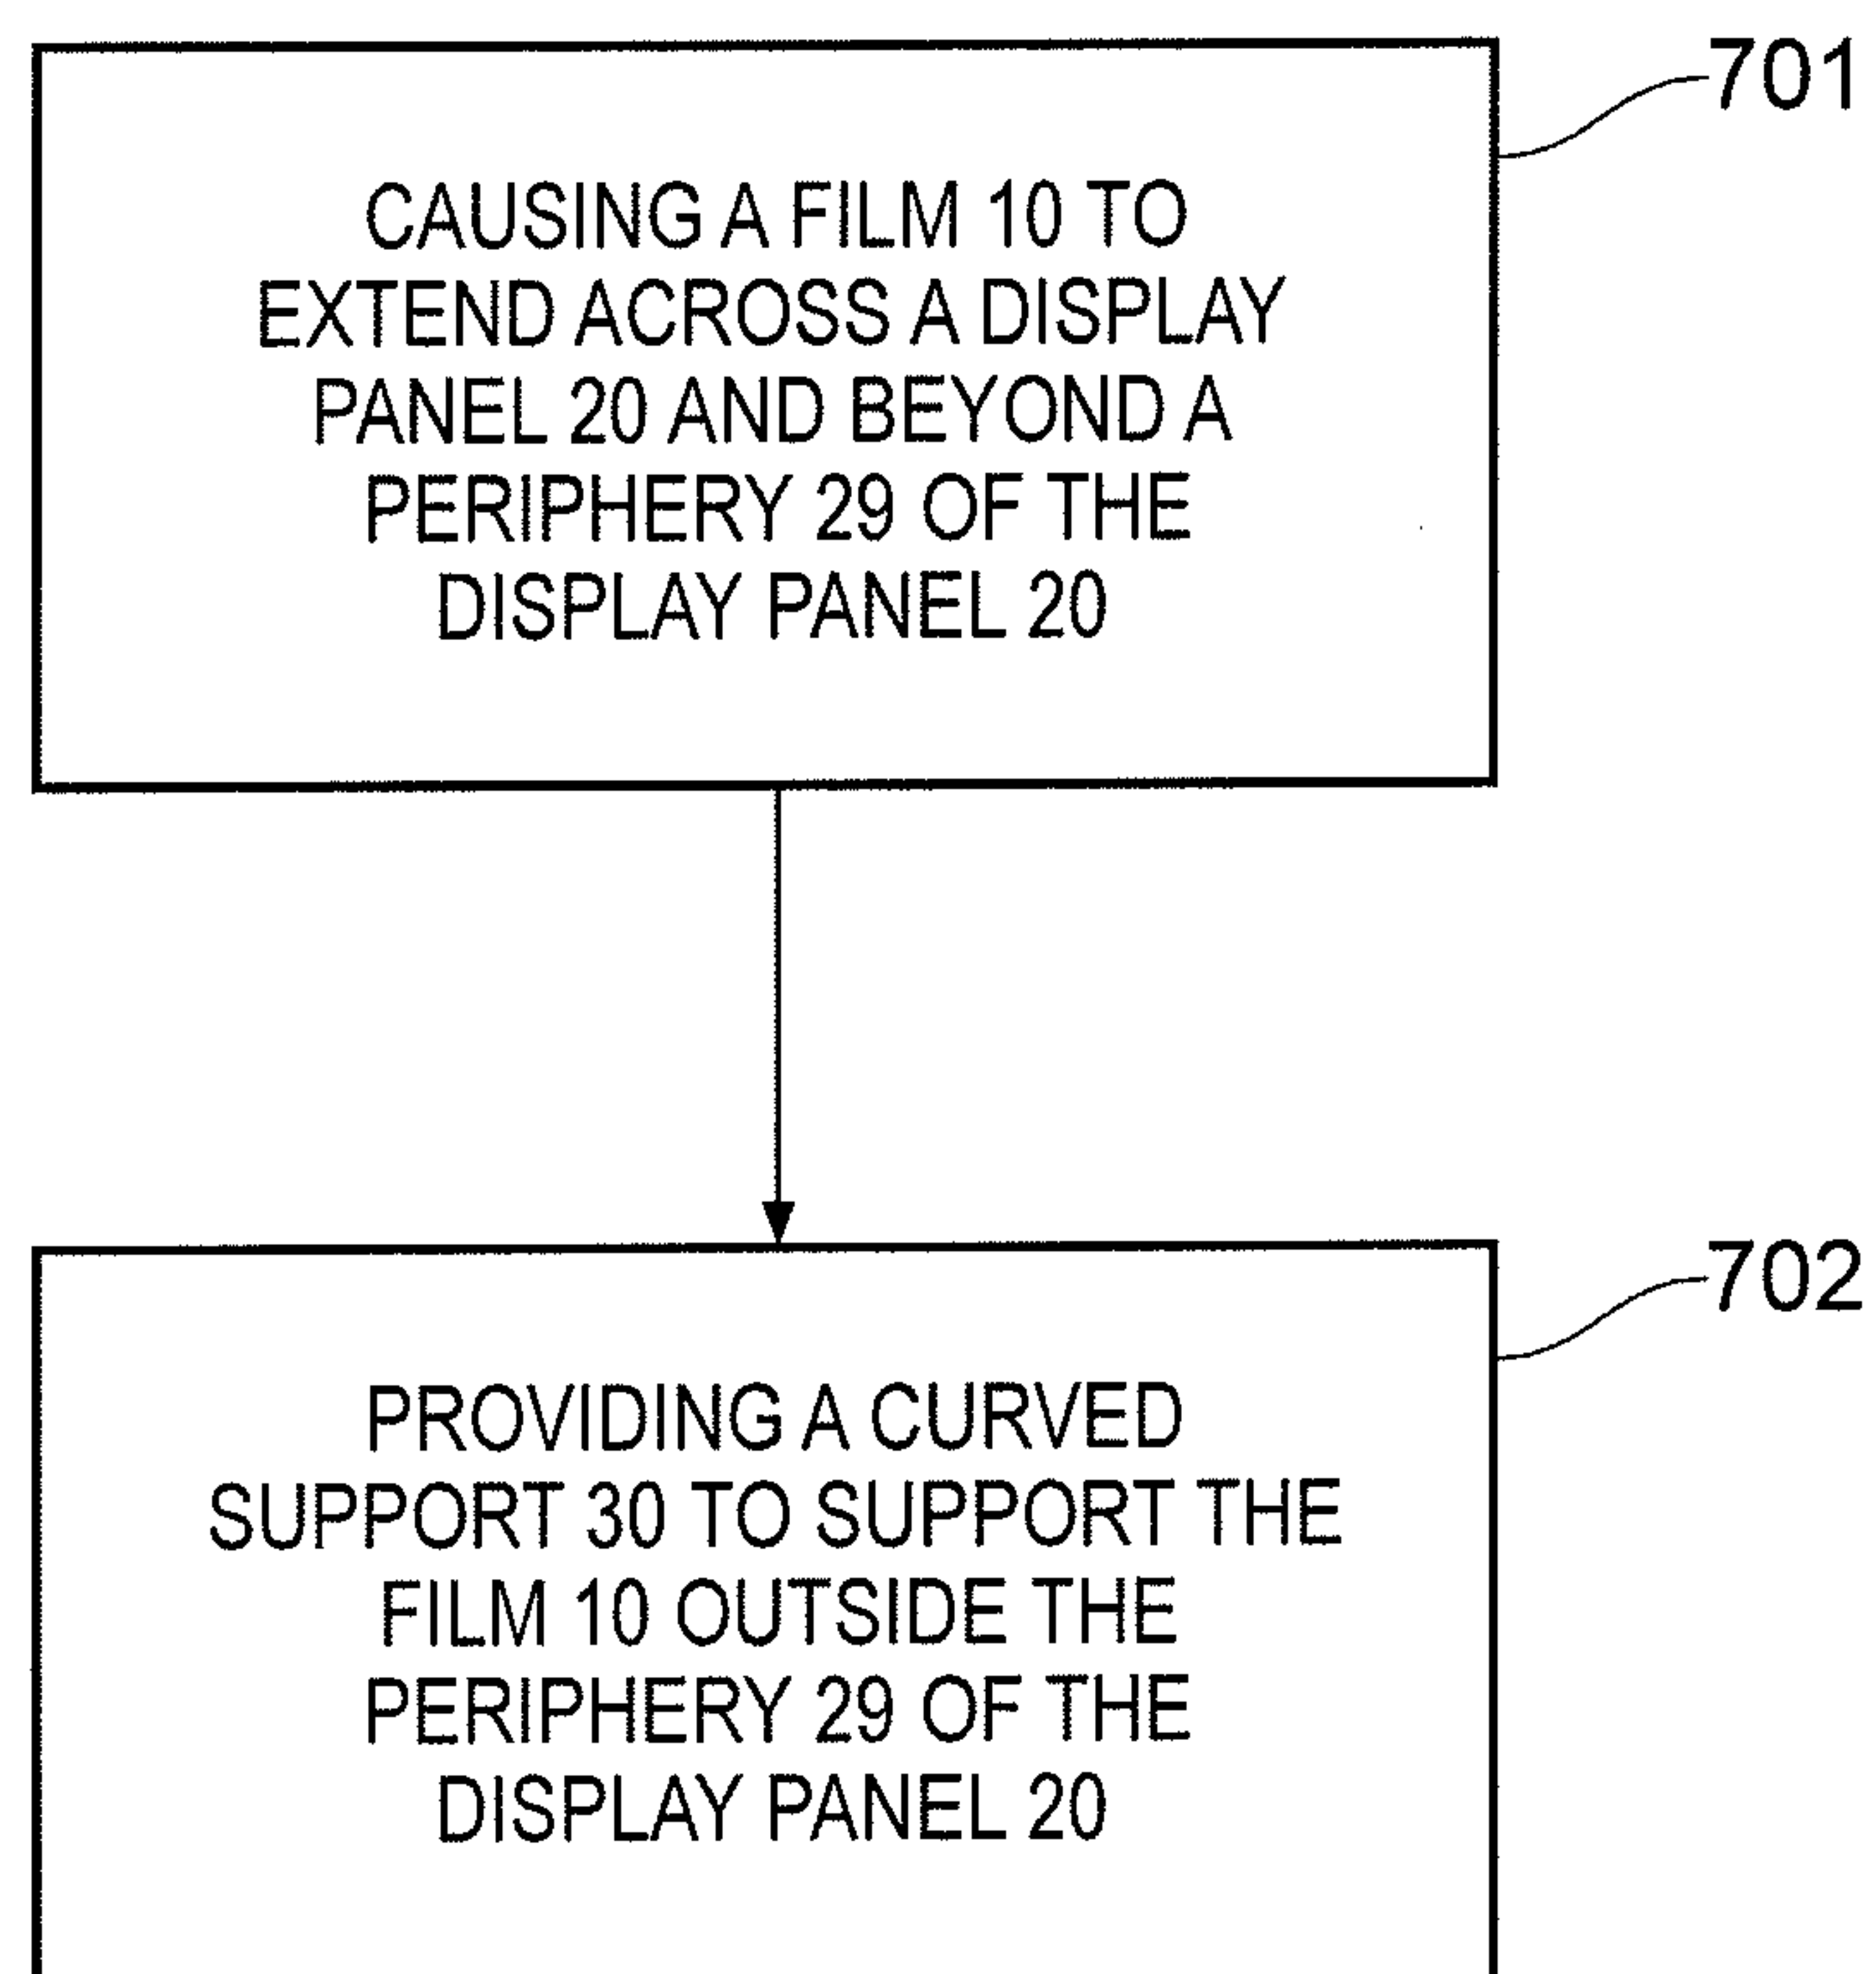 701
CAUSING A FILM 10 TO
EXTEND ACROSS A DISPLAY
PANEL 20 AND BEYOND A
PERIPHERY 29 OF THE
DISPLAY PANEL 20
702
PROVIDING A CURVED
SUPPORT 30 TO SUPPORT THE
FILM 10 OUTSIDE THE
PERIPHERY 29 OF THE
DISPLAY PANEL 20